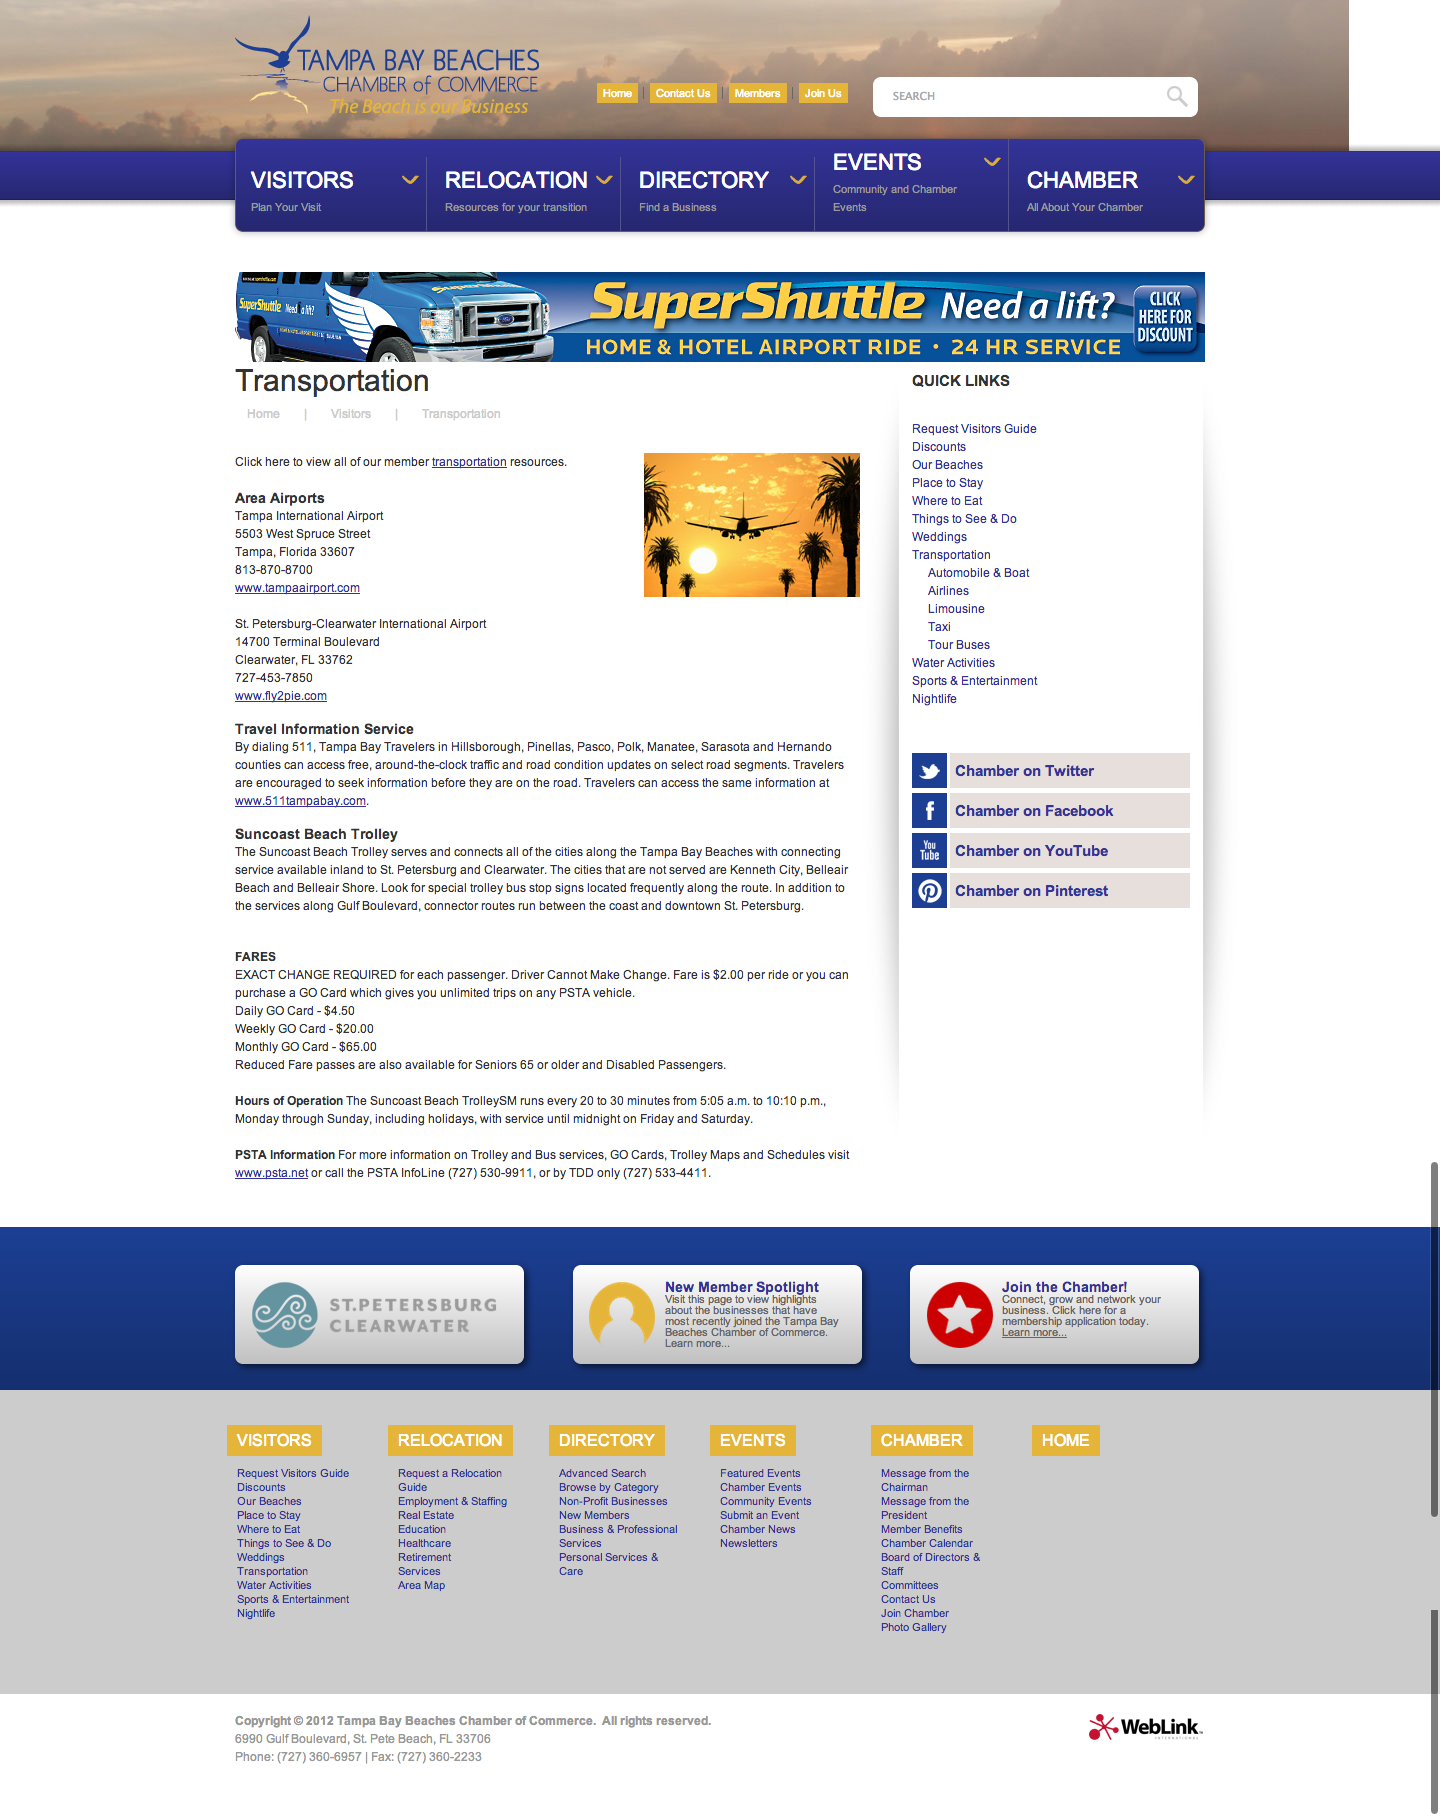 TAMPA BAY BEACHES
CHAMBER of COMMERCE
The Beach is our Business
Home | Contact Us | Members | Join Us
SEARCH
VISITORS
Plan Your Visit
RELOCATION
Resources for your transition
DIRECTORY
Find a Business
EVENTS
Community and Chamber
Events
CHAMBER
All About Your Chamber
SuperShuttle Need a lift?
SuperShuttle Need a lift?
HOME & HOTEL AIRPORT RIDE • 24 HR SERVICE
CLICK
HERE FOR
DISCOUNT
Transportation
Home | Visitors | Transportation
Click here to view all of our member transportation resources.
Area Airports
Tampa International Airport
5503 West Spruce Street
Tampa, Florida 33607
813-870-8700
www.tampaairport.com
St. Petersburg-Clearwater International Airport
14700 Terminal Boulevard
Clearwater, FL 33762
727-453-7850
www.fly2pie.com
Travel Information Service
By dialing 511, Tampa Bay Travelers in Hillsborough, Pinellas, Pasco, Polk, Manatee, Sarasota and Hernando
counties can access free, around-the-clock traffic and road condition updates on select road segments. Travelers
are encouraged to seek information before they are on the road. Travelers can access the same information at
www.511tampabay.com.
Suncoast Beach Trolley
The Suncoast Beach Trolley serves and connects all of the cities along the Tampa Bay Beaches with connecting
service available inland to St. Petersburg and Clearwater. The cities that are not served are Kenneth City, Belleair
Beach and Belleair Shore. Look for special trolley bus stop signs located frequently along the route. In addition to
the services along Gulf Boulevard, connector routes run between the coast and downtown St. Petersburg.
FARES
EXACT CHANGE REQUIRED for each passenger. Driver Cannot Make Change. Fare is $2.00 per ride or you can
purchase a GO Card which gives you unlimited trips on any PSTA vehicle.
Daily GO Card - $4.50
Weekly GO Card - $20.00
Monthly GO Card - $65.00
Reduced Fare passes are also available for Seniors 65 or older and Disabled Passengers.
Hours of Operation The Suncoast Beach TrolleySM runs every 20 to 30 minutes from 5:05 a.m. to 10:10 p.m.,
Monday through Sunday, including holidays, with service until midnight on Friday and Saturday.
PSTA Information For more information on Trolley and Bus services, GO Cards, Trolley Maps and Schedules visit
www.psta.net or call the PSTA InfoLine (727) 530-9911, or by TDD only (727) 533-4411.
QUICK LINKS
Request Visitors Guide
Discounts
Our Beaches
Place to Stay
Where to Eat
Things to See & Do
Weddings
Transportation
Automobile & Boat
Airlines
Limousine
Taxi
Tour Buses
Water Activities
Sports & Entertainment
Nightlife
Chamber on Twitter
Chamber on Facebook
You
Tube
Chamber on YouTube
Chamber on Pinterest
ST.PETERSBURG
CLEARWATER
New Member Spotlight
Visit this page to view highlights
about the businesses that have
most recently joined the Tampa Bay
Beaches Chamber of Commerce.
Learn more...
Join the Chamber!
Connect, grow and network your
business. Click here for a
membership application today.
Learn more...
VISITORS
Request Visitors Guide
Discounts
Our Beaches
Place to Stay
Where to Eat
Things to See & Do
Weddings
Transportation
Water Activities
Sports & Entertainment
Nightlife
RELOCATION
Request a Relocation
Guide
Employment & Staffing
Real Estate
Education
Healthcare
Retirement
Services
Area Map
DIRECTORY
Advanced Search
Browse by Category
Non-Profit Businesses
New Members
Business & Professional
Services
Personal Services &
Care
EVENTS
Featured Events
Chamber Events
Community Events
Submit an Event
Chamber News
Newsletters
CHAMBER
Message from the
Chairman
Message from the
President
Member Benefits
Chamber Calendar
Board of Directors &
Staff
Committees
Contact Us
Join Chamber
Photo Gallery
HOME
Copyright © 2012 Tampa Bay Beaches Chamber of Commerce. All rights reserved.
6990 Gulf Boulevard, St. Pete Beach, FL 33706
Phone: (727) 360-6957 | Fax: (727) 360-2233
WebLink
INTERNATIONAL